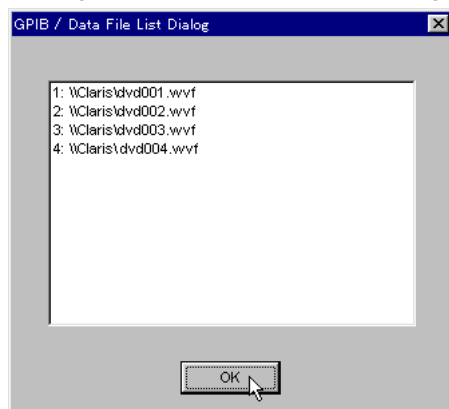 GPIB / Data File List Dialog
1: \\Claris\dvd001.wvf
2: \\Claris\dvd002.wvf
3: \\Claris\dvd003.wvf
4: \\Claris\dvd004.wvf
OK